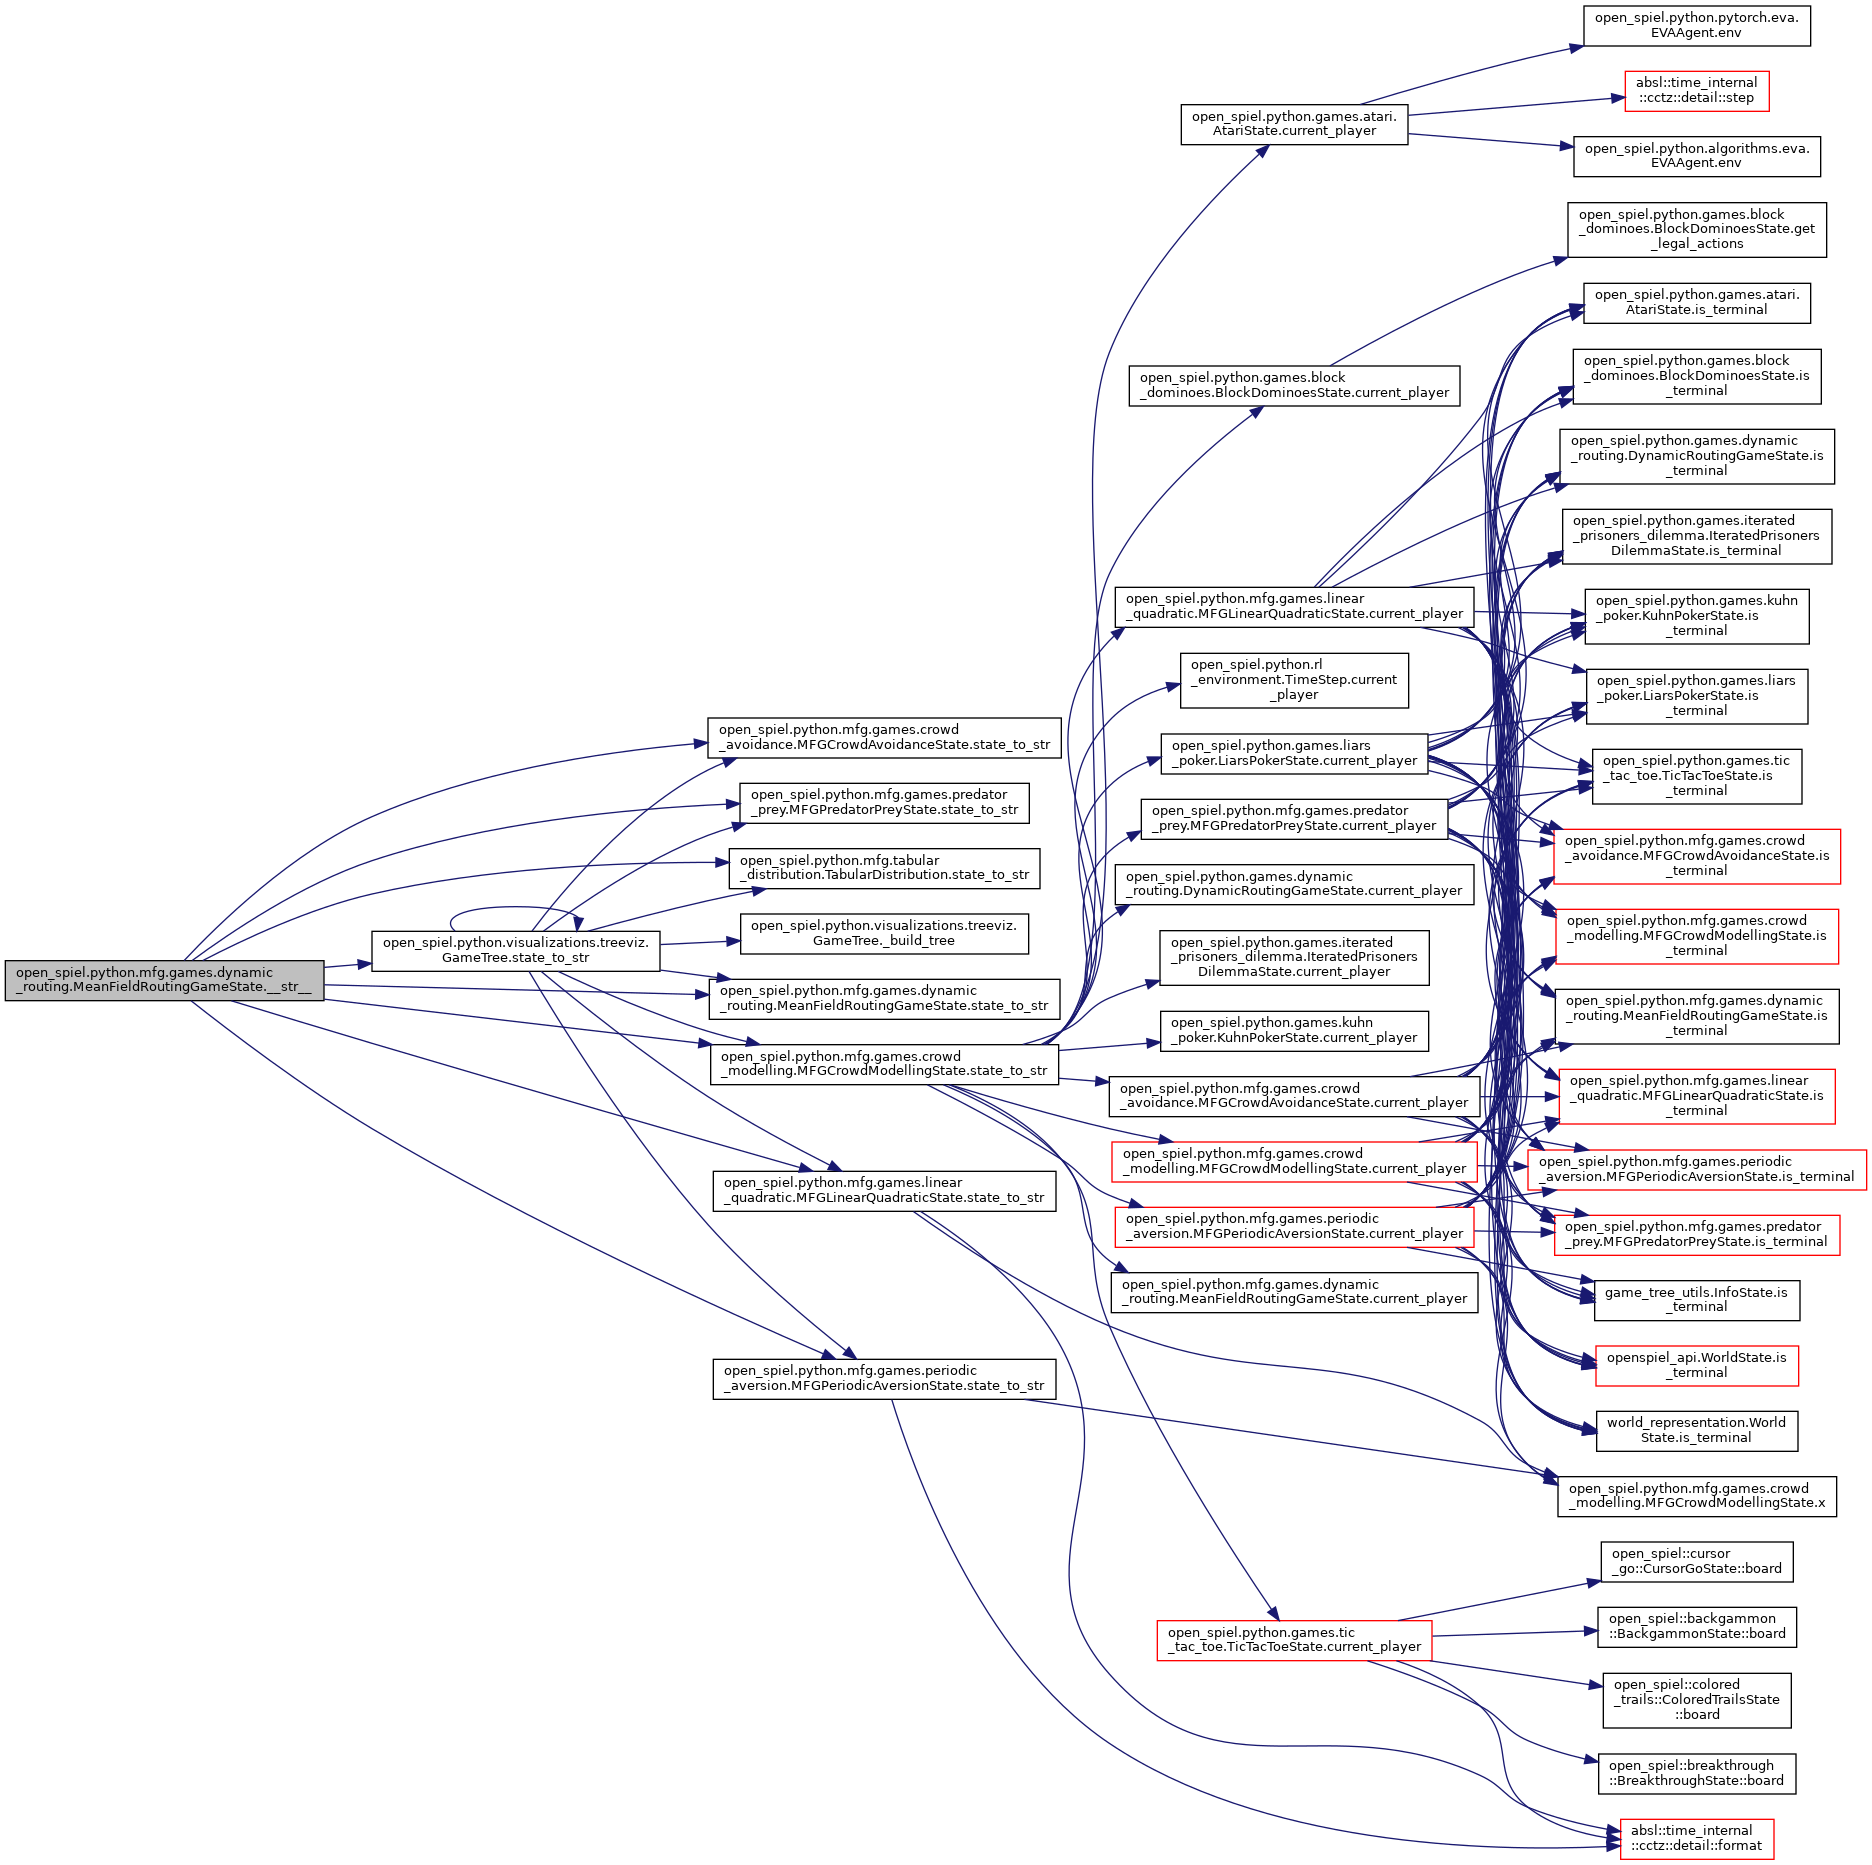 open_spiel.python.mfg.games.dynamic
_routing.MeanFieldRoutingGameState.__str__
open_spiel.python.mfg.games.crowd
_avoidance.MFGCrowdAvoidanceState.state_to_str
open_spiel.python.mfg.games.predator
_prey.MFGPredatorPreyState.state_to_str
open_spiel.python.mfg.tabular
_distribution.TabularDistribution.state_to_str
open_spiel.python.visualizations.treeviz.
GameTree._build_tree
open_spiel.python.visualizations.treeviz.
GameTree.state_to_str
open_spiel.python.mfg.games.dynamic
_routing.MeanFieldRoutingGameState.state_to_str
open_spiel.python.mfg.games.crowd
_modelling.MFGCrowdModellingState.state_to_str
open_spiel.python.mfg.games.linear
_quadratic.MFGLinearQuadraticState.state_to_str
open_spiel.python.mfg.games.periodic
_aversion.MFGPeriodicAversionState.state_to_str
open_spiel.python.games.atari.
AtariState.current_player
open_spiel.python.games.block
_dominoes.BlockDominoesState.current_player
open_spiel.python.mfg.games.linear
_quadratic.MFGLinearQuadraticState.current_player
open_spiel.python.rl
_environment.TimeStep.current
_player
open_spiel.python.games.liars
_poker.LiarsPokerState.current_player
open_spiel.python.mfg.games.predator
_prey.MFGPredatorPreyState.current_player
open_spiel.python.games.dynamic
_routing.DynamicRoutingGameState.current_player
open_spiel.python.games.iterated
_prisoners_dilemma.IteratedPrisoners
DilemmaState.current_player
open_spiel.python.games.kuhn
_poker.KuhnPokerState.current_player
open_spiel.python.mfg.games.crowd
_avoidance.MFGCrowdAvoidanceState.current_player
open_spiel.python.mfg.games.crowd
_modelling.MFGCrowdModellingState.current_player
open_spiel.python.mfg.games.periodic
_aversion.MFGPeriodicAversionState.current_player
open_spiel.python.mfg.games.dynamic
_routing.MeanFieldRoutingGameState.current_player
open_spiel.python.games.tic
_tac_toe.TicTacToeState.current_player
open_spiel.python.pytorch.eva.
EVAAgent.env
absl::time_internal
::cctz::detail::step
open_spiel.python.algorithms.eva.
EVAAgent.env
open_spiel.python.games.block
_dominoes.BlockDominoesState.get
_legal_actions
open_spiel.python.games.atari.
AtariState.is_terminal
open_spiel.python.games.block
_dominoes.BlockDominoesState.is
_terminal
open_spiel.python.games.dynamic
_routing.DynamicRoutingGameState.is
_terminal
open_spiel.python.games.iterated
_prisoners_dilemma.IteratedPrisoners
DilemmaState.is_terminal
open_spiel.python.games.kuhn
_poker.KuhnPokerState.is
_terminal
open_spiel.python.games.liars
_poker.LiarsPokerState.is
_terminal
open_spiel.python.games.tic
_tac_toe.TicTacToeState.is
_terminal
open_spiel.python.mfg.games.crowd
_avoidance.MFGCrowdAvoidanceState.is
_terminal
open_spiel.python.mfg.games.crowd
_modelling.MFGCrowdModellingState.is
_terminal
open_spiel.python.mfg.games.dynamic
_routing.MeanFieldRoutingGameState.is
_terminal
open_spiel.python.mfg.games.linear
_quadratic.MFGLinearQuadraticState.is
_terminal
open_spiel.python.mfg.games.periodic
_aversion.MFGPeriodicAversionState.is_terminal
open_spiel.python.mfg.games.predator
_prey.MFGPredatorPreyState.is_terminal
game_tree_utils.InfoState.is
_terminal
openspiel_api.WorldState.is
_terminal
world_representation.World
State.is_terminal
open_spiel.python.mfg.games.crowd
_modelling.MFGCrowdModellingState.x
open_spiel::cursor
_go::CursorGoState::board
open_spiel::backgammon
::BackgammonState::board
open_spiel::colored
_trails::ColoredTrailsState
::board
open_spiel::breakthrough
::BreakthroughState::board
absl::time_internal
::cctz::detail::format